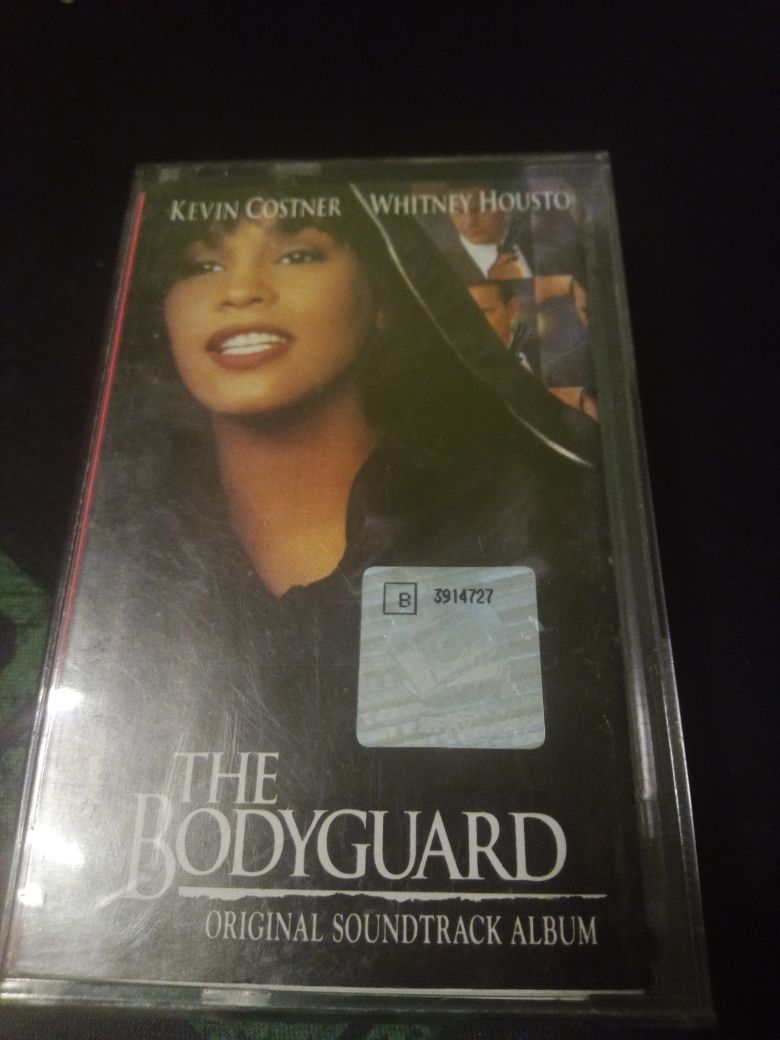 KEVIN COSTNER WHITNEY HOUSTO
B 3914727
THE
BODYGUARD
ORIGINAL SOUNDTRACK ALBUM